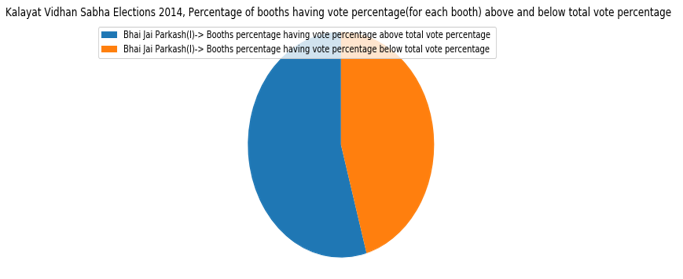 Kalayat Vidhan Sabha Elections 2014, Percentage of booths having vote percentage(for each booth) above and below total vote percentage
Bhai Jai Parkash(I)-> Booths percentage having vote percentage above total vote percentage
Bhai Jai Parkash(I)-> Booths percentage having vote percentage below total vote percentage